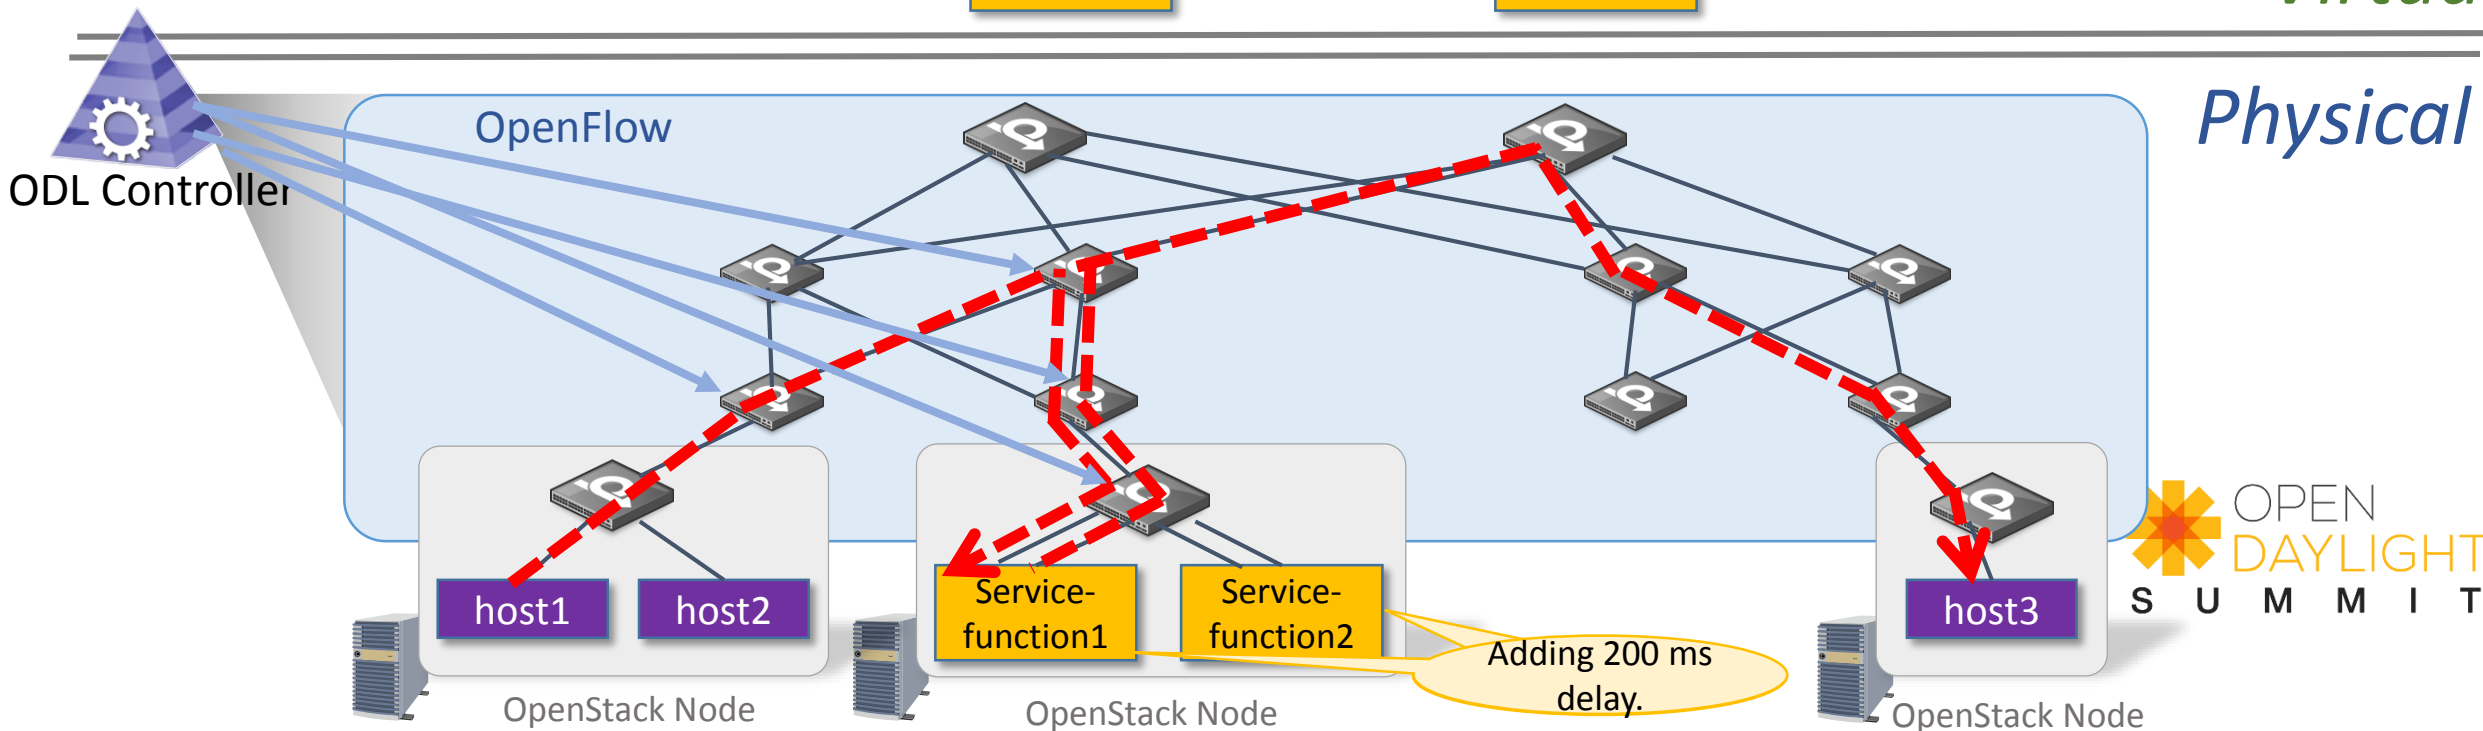 Physical
OpenFlow
ODL Controller
OPEN
DAYLIGHT
SUMMIT
host1
host2
Service-
function1
Service-
function2
host3
Adding 200 ms
delay.
OpenStack Node
OpenStack Node
OpenStack Node